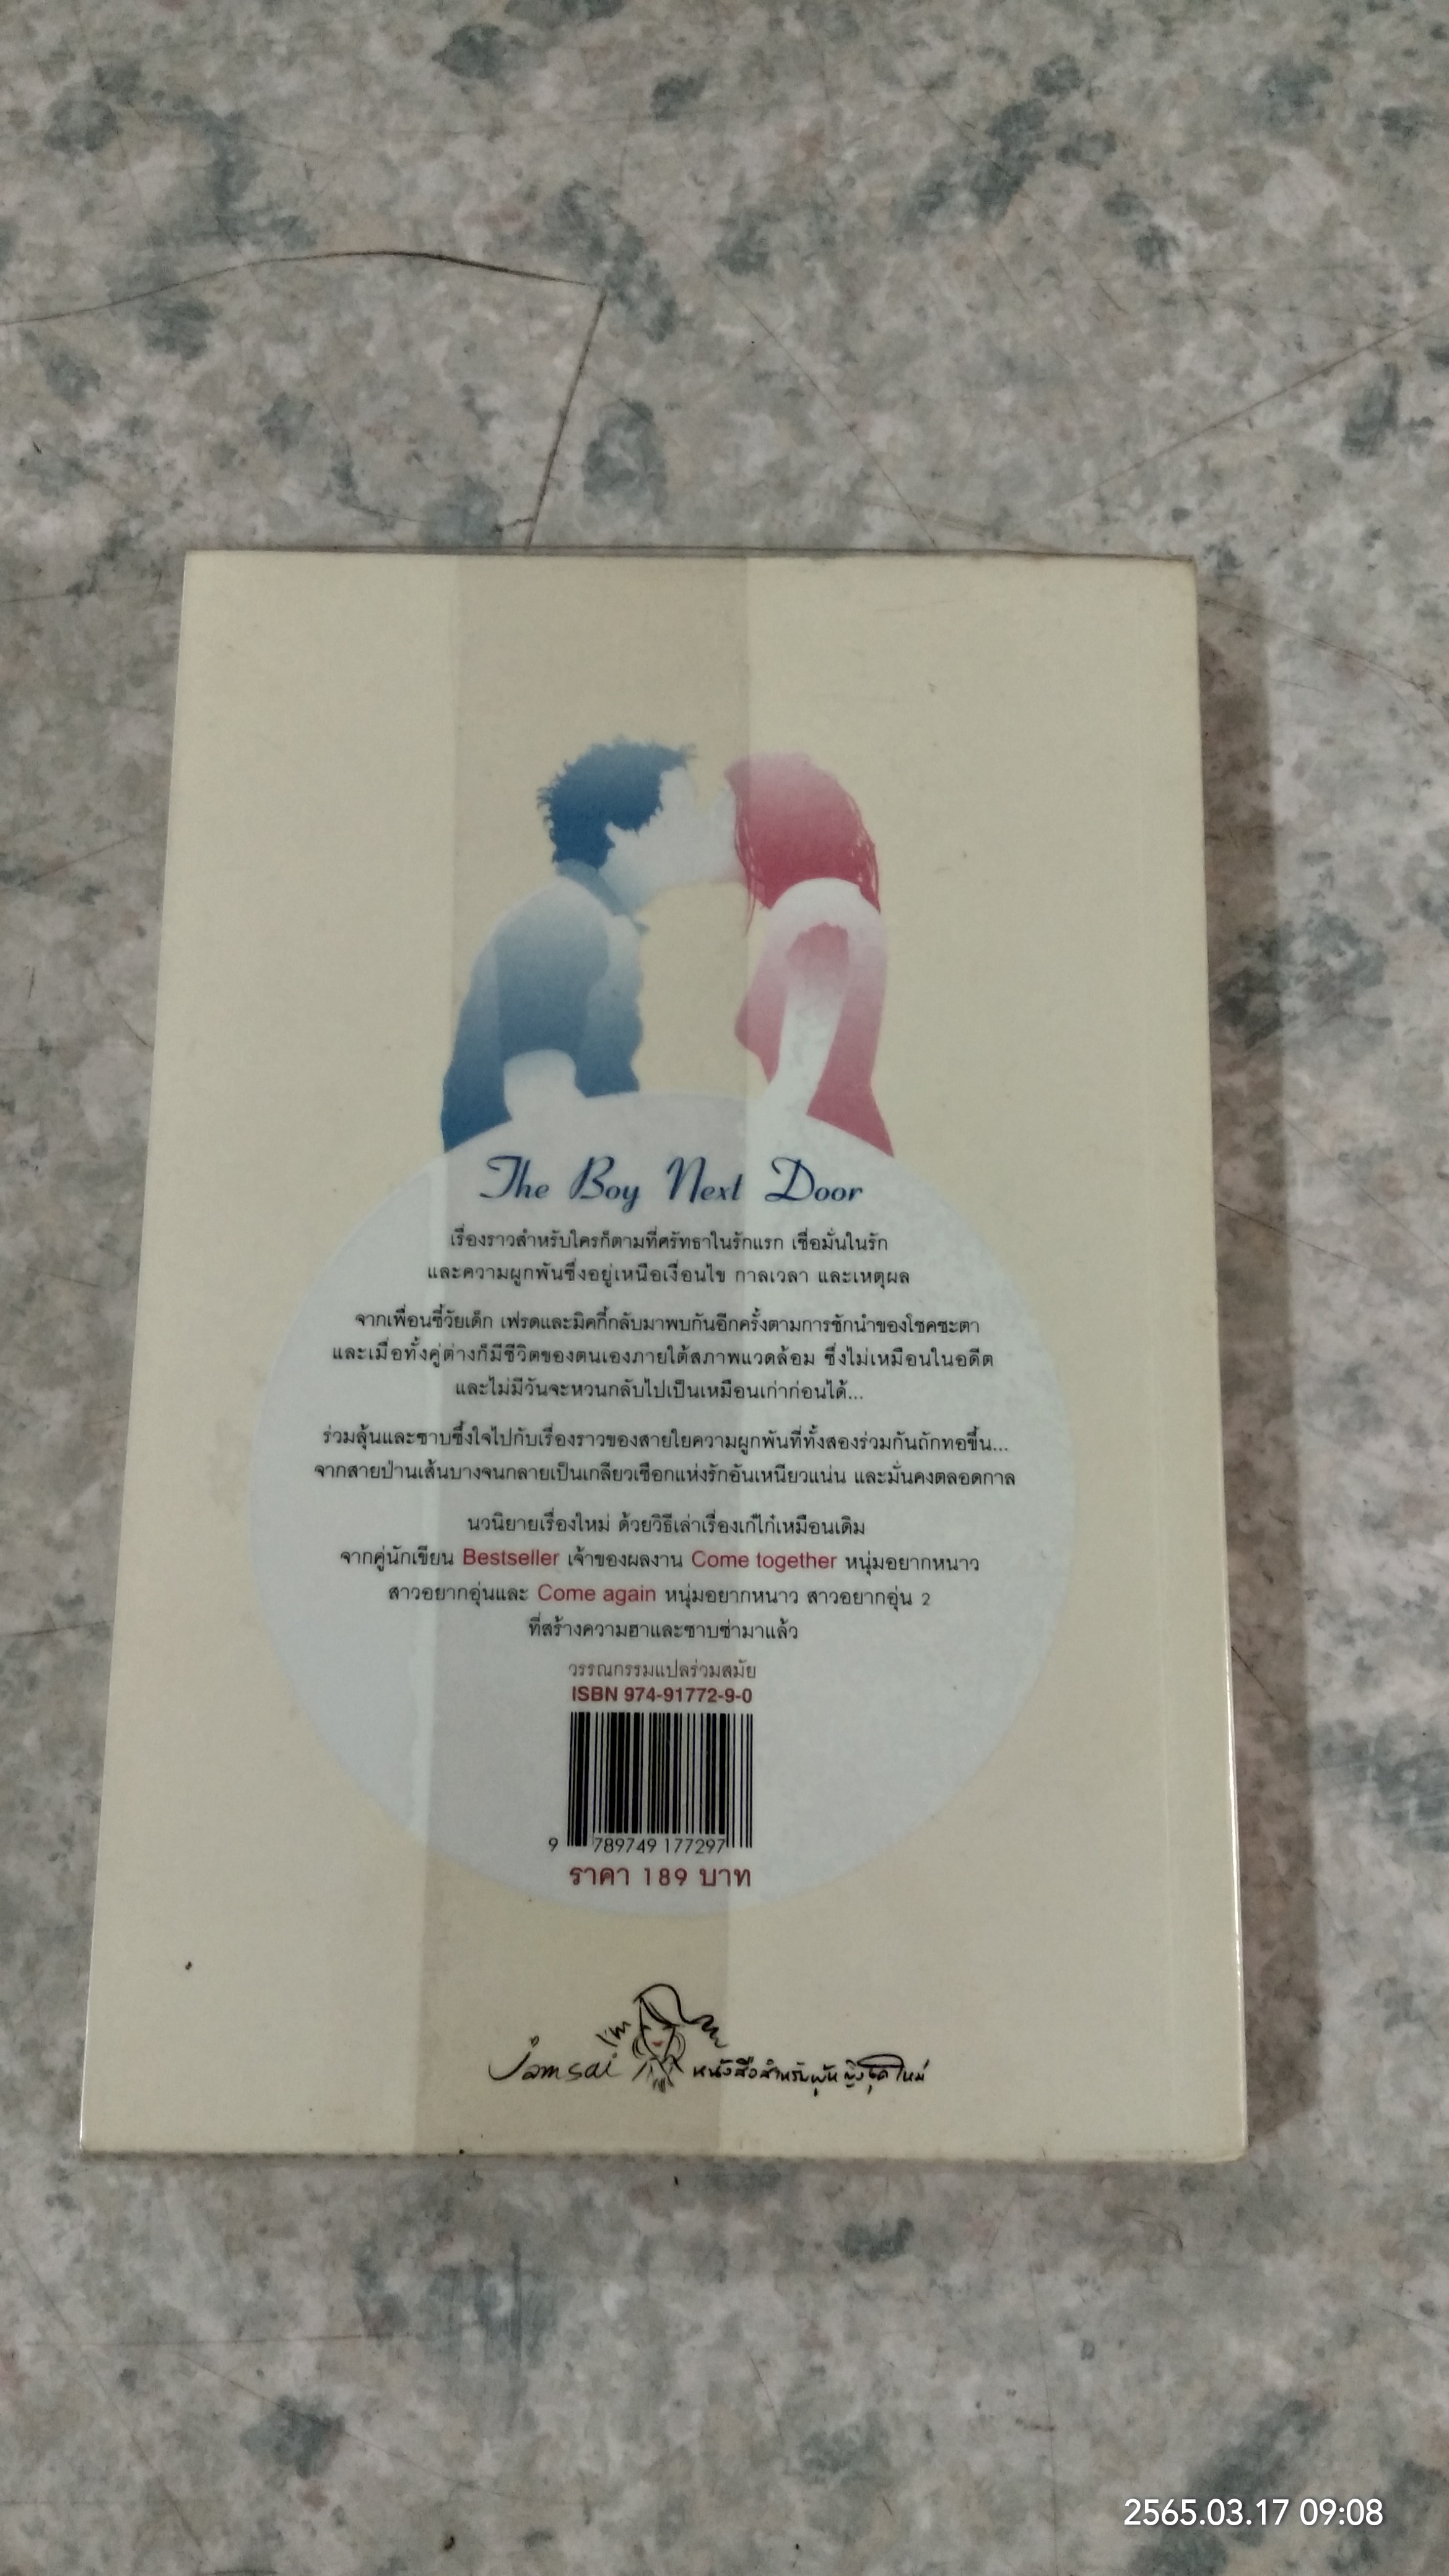 The Boy Next Door
เรื่องราวสำหรับใครก็ตามที่ศรัทธาในรักแรก เชื่อมั่นในรัก
และความผูกพันซึ่งอยู่เหนือเงื่อนไข กาลเวลา และเหตุผล
จากเพื่อนซี้วัยเด็ก เฟรดและมิคกี้กลับมาพบกันอีกครั้งตามการชักนำของโชคชะตา
และเมื่อทั้งคู่ต่างก็มีชีวิตของตนเองภายใต้สภาพแวดล้อม ซึ่งไม่เหมือนในอดีต
และไม่มีวันจะหวนกลับไปเป็นเหมือนเก่าก่อนได้...
ร่วมลุ้นและซาบซึ้งใจไปกับเรื่องราวของสายใยความผูกพันที่ทั้งสองร่วมกันถักทอขึ้น...
จากสายป่านเส้นบางจนกลายเป็นเกลียวเชือกแห่งรักอันเหนียวแน่น และมั่นคงตลอดกาล
นวนิยายเรื่องใหม่ ด้วยวิธีเล่าเรื่องเก๋ไก๋เหมือนเดิม
จากคู่นักเขียน Bestseller เจ้าของผลงาน Come together หนุ่มอยากหนาว
สาวอยากอุ่นและ Come again หนุ่มอยากหนาว สาวอยากอุ่น 2
ที่สร้างความฮาและซาบซ่ามาแล้ว
วรรณกรรมแปลร่วมสมัย
ISBN 974-91772-9-0
9 789749 177297
ราคา 189 บาท
I'm
Jamsai หนังสือสำหรับผู้หญิงยุคใหม่
2565.03.17 09:08